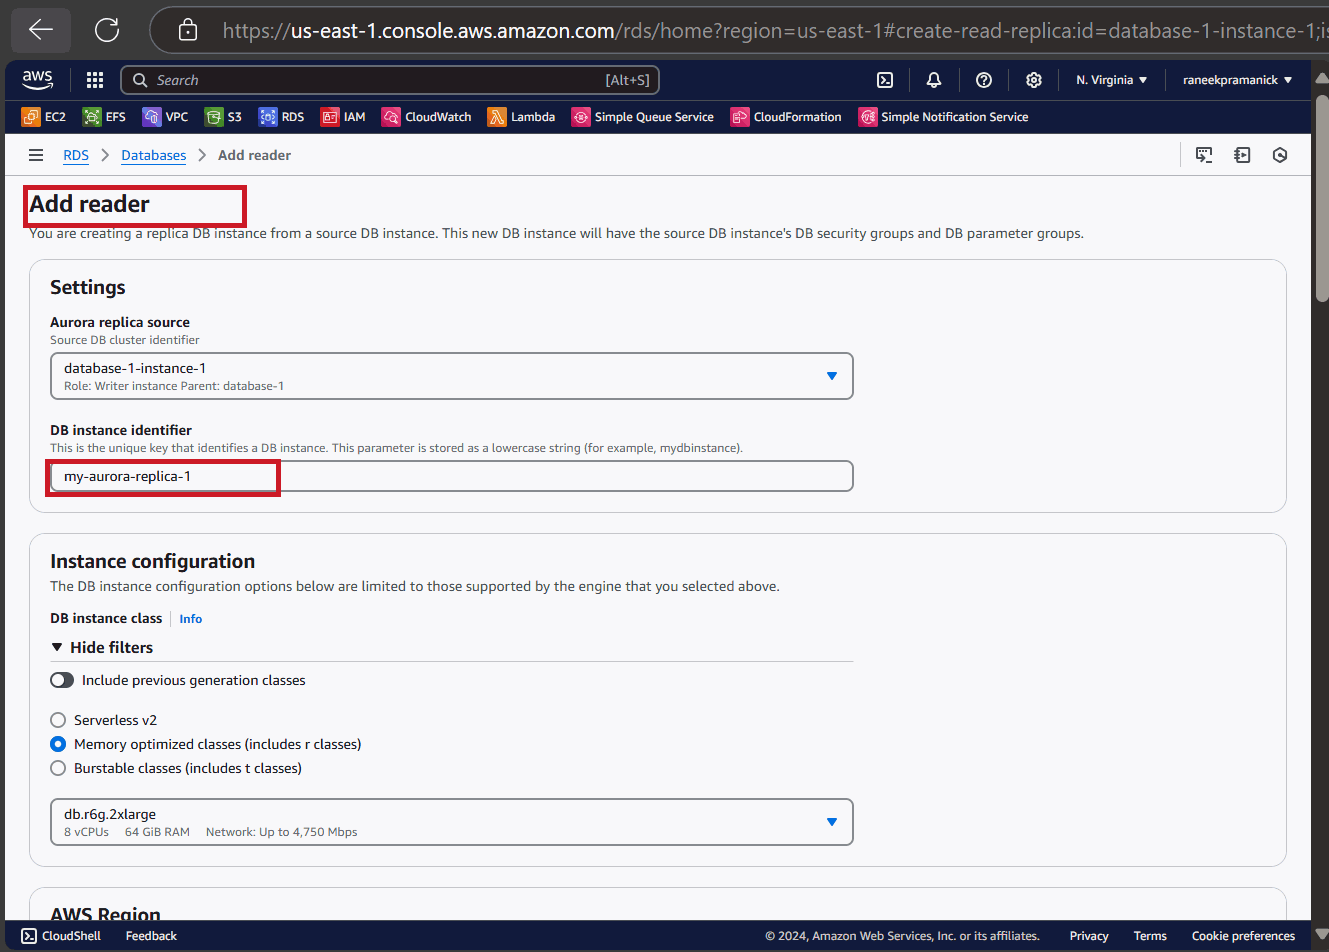 https://us-east-1.console.aws.amazon.com/rds/home?region=us-east-1#create-read-replica:id=database-1-instance-1;is
aws Search [Alt+S] N. Virginia raneekpramanick
EC2 EFS VPC S3 RDS IAM CloudWatch Lambda Simple Queue Service CloudFormation Simple Notification Service
RDS > Databases > Add reader
Add reader
You are creating a replica DB instance from a source DB instance. This new DB instance will have the source DB instance's DB security groups and DB parameter groups.
Settings
Aurora replica source
Source DB cluster identifier
database-1-instance-1
Role: Writer instance Parent: database-1
DB instance identifier
This is the unique key that identifies a DB instance. This parameter is stored as a lowercase string (for example, mydbinstance).
my-aurora-replica-1
Instance configuration
The DB instance configuration options below are limited to those supported by the engine that you selected above.
DB instance class Info
Hide filters
Include previous generation classes
Serverless v2
Memory optimized classes (includes r classes)
Burstable classes (includes t classes)
db.r6g.2xlarge
8 vCPUs 64 GiB RAM Network: Up to 4,750 Mbps
AWS Region
CloudShell Feedback © 2024, Amazon Web Services, Inc. or its affiliates. Privacy Terms Cookie preferences